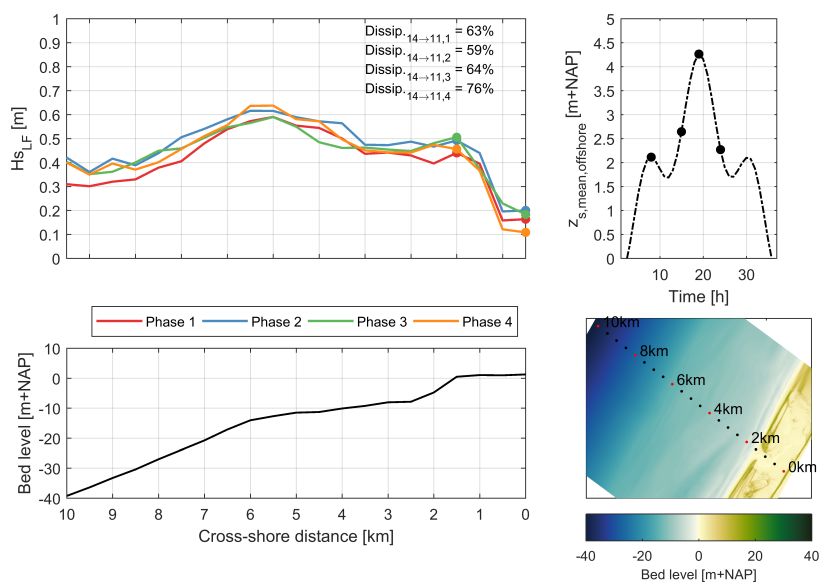 1
0.9
0.8
0.7
0.6
0.5
0.4
0.3
0.2
0.1
0
Hs_LF [m]
Dissip._14→11,1 = 63%
Dissip._14→11,2 = 59%
Dissip._14→11,3 = 64%
Dissip._14→11,4 = 76%
5
4.5
4
3.5
3
2.5
2
1.5
1
0.5
0
z_s,mean,offshore [m+NAP]
10 20 30
Time [h]
Phase 1 Phase 2 Phase 3 Phase 4
10
0
-10
-20
-30
-40
Bed level [m+NAP]
10 9 8 7 6 5 4 3 2 1 0
Cross-shore distance [km]
10km
8km
6km
4km
2km
0km
-40 -20 0 20 40
Bed level [m+NAP]